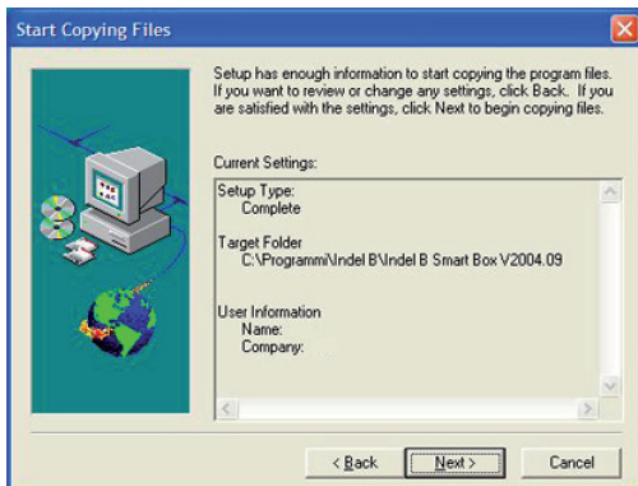 Start Copying Files
Setup has enough information to start copying the program files.
If you want to review or change any settings, click Back. If you
are satisfied with the settings, click Next to begin copying files.
Current Settings:
Setup Type:
Complete
Target Folder
C:\Programmi\Indel B\Indel B Smart Box V2004.09
User Information
Name:
Company:
< Back
Next >
Cancel